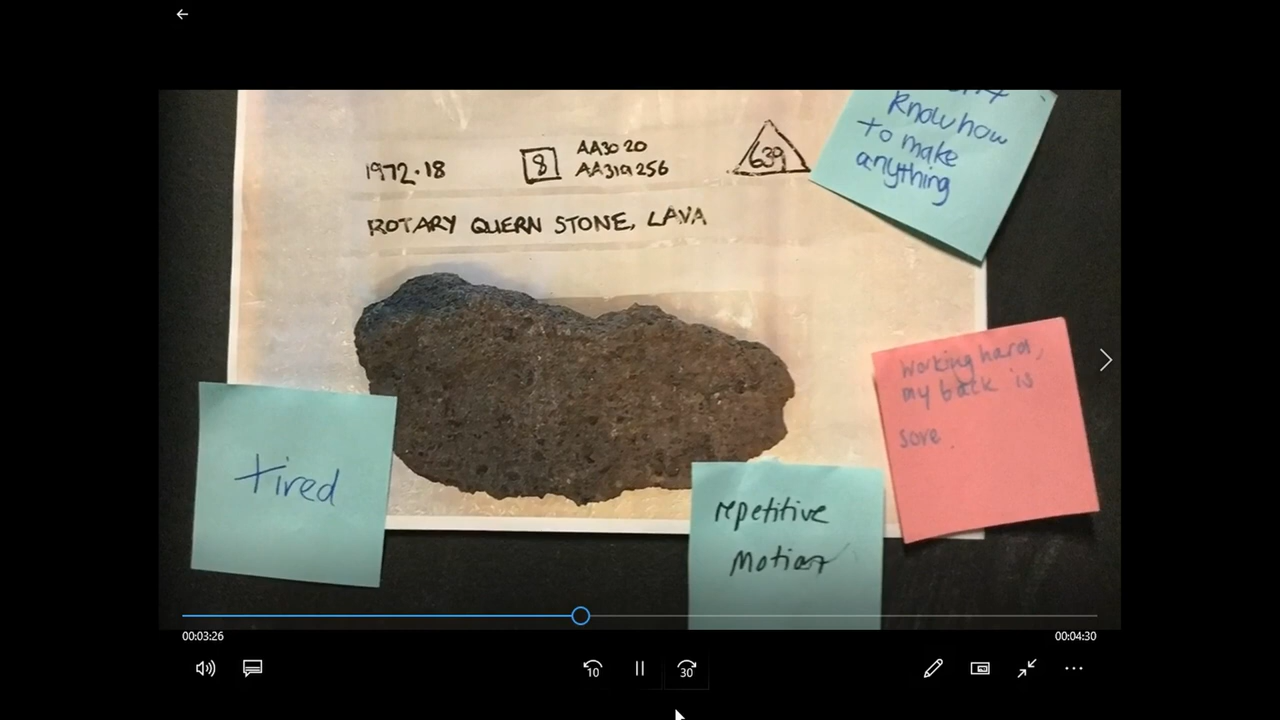 know how
to make
anything
1972.18
8
AA30 20
AA31a 256
639
ROTARY QUERN STONE, LAVA
working hard,
my back is
sore.
tired
repetitive
motion
00:03:26
00:04:30
10
30